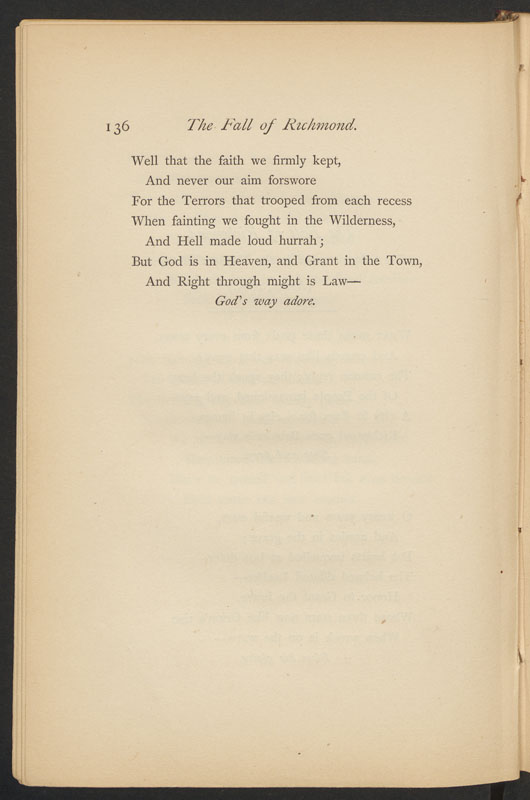 136 The Fall of Richmond.
Well that the faith we firmly kept,
And never our aim forswore
For the Terrors that trooped from each recess
When fainting we fought in the Wilderness,
And Hell made loud hurrah;
But God is in Heaven, and Grant in the Town,
And Right through might is Law—
God's way adore.